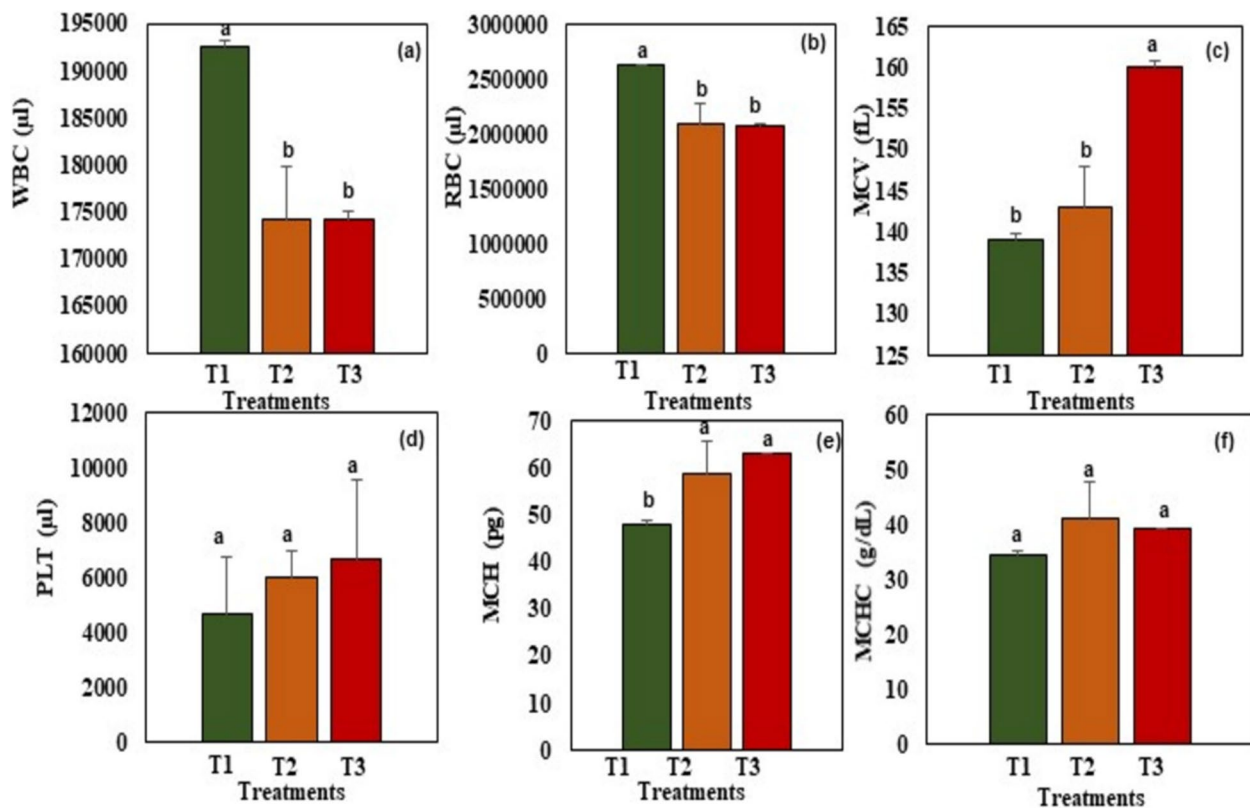 WBC (µl)
195000
190000
185000
180000
175000
170000
165000
160000
a
b
b
(a)
T1 T2 T3
Treatments
RBC (µl)
3000000
2500000
2000000
1500000
1000000
500000
0
a
b
b
(b)
T1 T2 T3
Treatments
MCV (fL)
165
160
155
150
145
140
135
130
125
b
b
a
(c)
T1 T2 T3
Treatments
PLT (µl)
12000
10000
8000
6000
4000
2000
0
a
a
a
(d)
T1 T2 T3
Treatments
MCH (pg)
70
60
50
40
30
20
10
0
b
a
a
(e)
T1 T2 T3
Treatments
MCHC (g/dL)
60
50
40
30
20
10
0
a
a
a
(f)
T1 T2 T3
Treatments